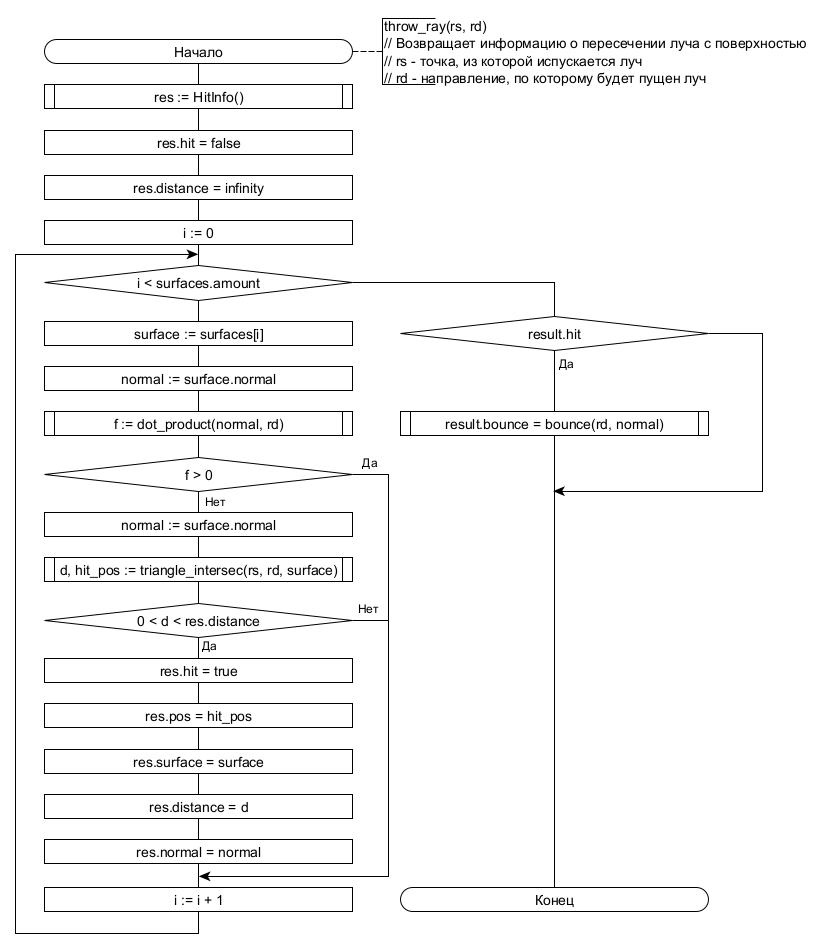 throw_ray(rs, rd)
// Возвращает информацию о пересечении луча с поверхностью
// rs - точка, из которой испускается луч
// rd - направление, по которому будет пущен луч
Начало
res := HitInfo()
res.hit = false
res.distance = infinity
i := 0
i < surfaces.amount
surface := surfaces[i]
normal := surface.normal
f := dot_product(normal, rd)
f > 0
Да
Нет
normal := surface.normal
d, hit_pos := triangle_intersec(rs, rd, surface)
0 < d < res.distance
Нет
Да
res.hit = true
res.pos = hit_pos
res.surface = surface
res.distance = d
res.normal = normal
i := i + 1
result.hit
Да
result.bounce = bounce(rd, normal)
Конец